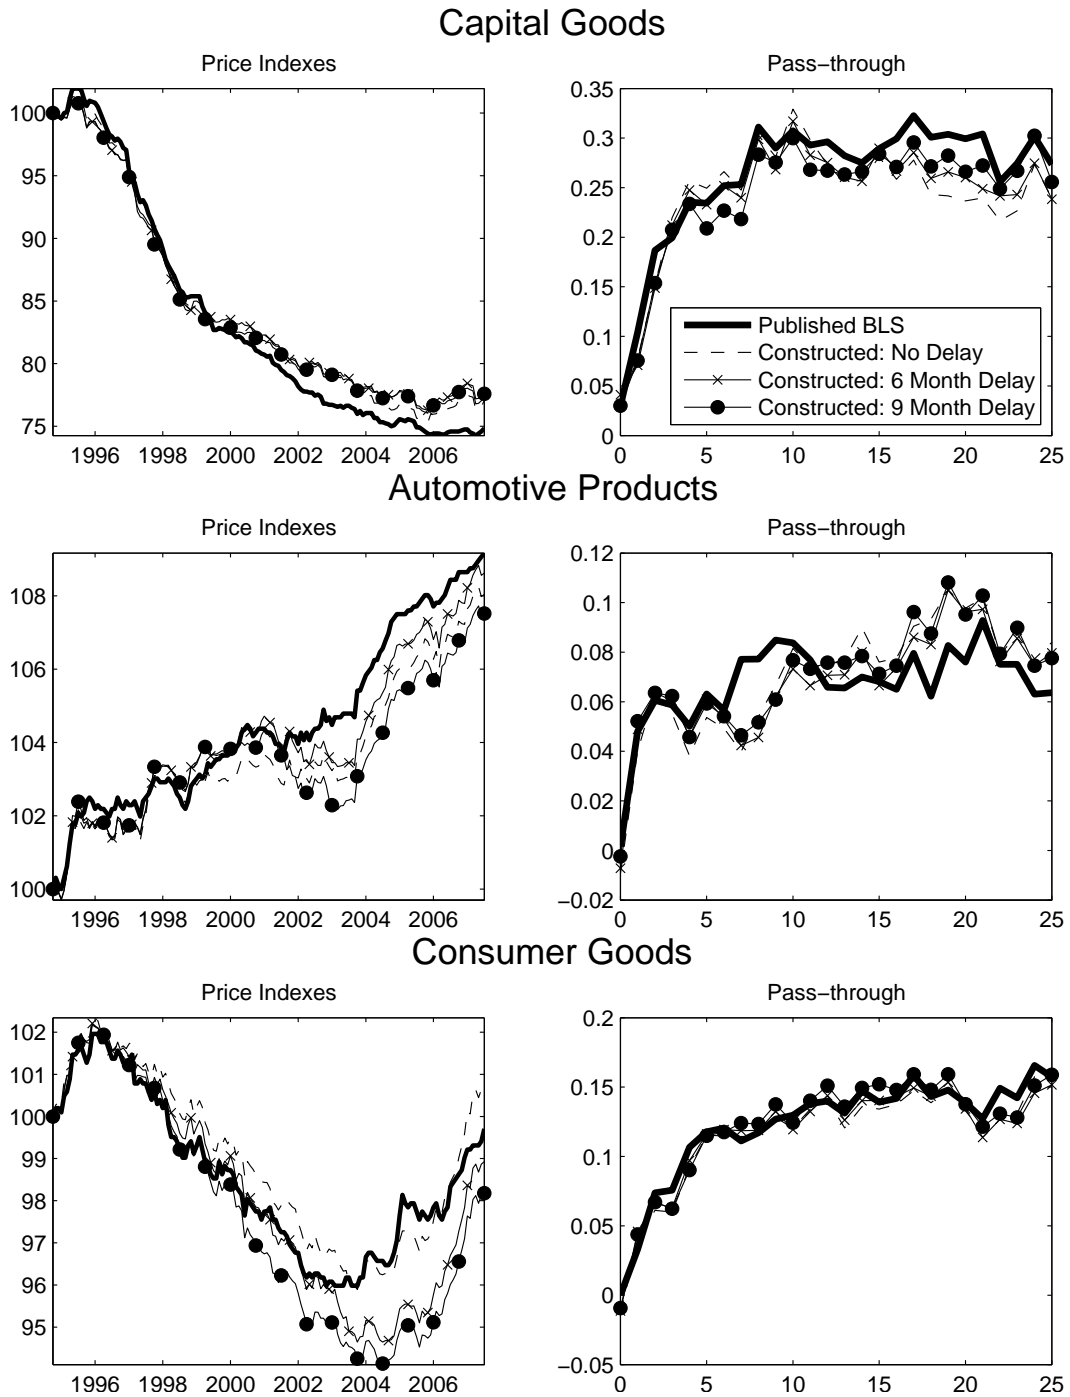 Capital Goods
Price Indexes
Pass−through
100
95
90
85
80
75
1996 1998 2000 2002 2004 2006
0.35
0.3
0.25
0.2
0.15
0.1
0.05
0
Published BLS
Constructed: No Delay
Constructed: 6 Month Delay
Constructed: 9 Month Delay
0 5 10 15 20 25
Automotive Products
Price Indexes
Pass−through
108
106
104
102
100
1996 1998 2000 2002 2004 2006
0.12
0.1
0.08
0.06
0.04
0.02
0
−0.02
0 5 10 15 20 25
Consumer Goods
Price Indexes
Pass−through
102
101
100
99
98
97
96
95
1996 1998 2000 2002 2004 2006
0.2
0.15
0.1
0.05
0
−0.05
0 5 10 15 20 25